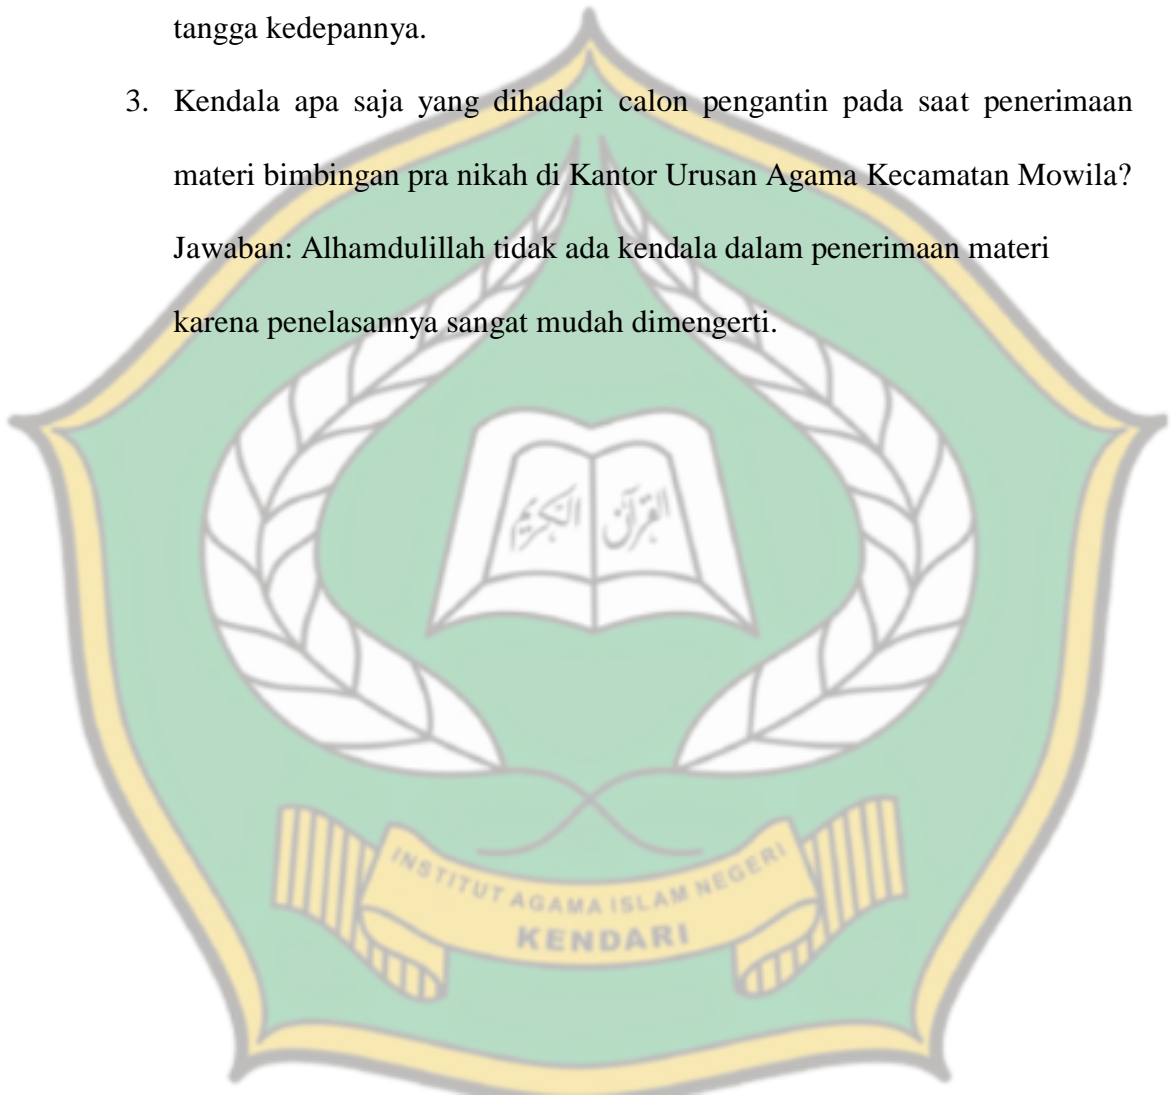 tangga kedepannya.
3. Kendala apa saja yang dihadapi calon pengantin pada saat penerimaan
materi bimbingan pra nikah di Kantor Urusan Agama Kecamatan Mowila?
Jawaban: Alhamdulillah tidak ada kendala dalam penerimaan materi
karena penelasannya sangat mudah dimengerti.
القرآن الكريم
INSTITUT AGAMA ISLAM NEGERI
KENDARI